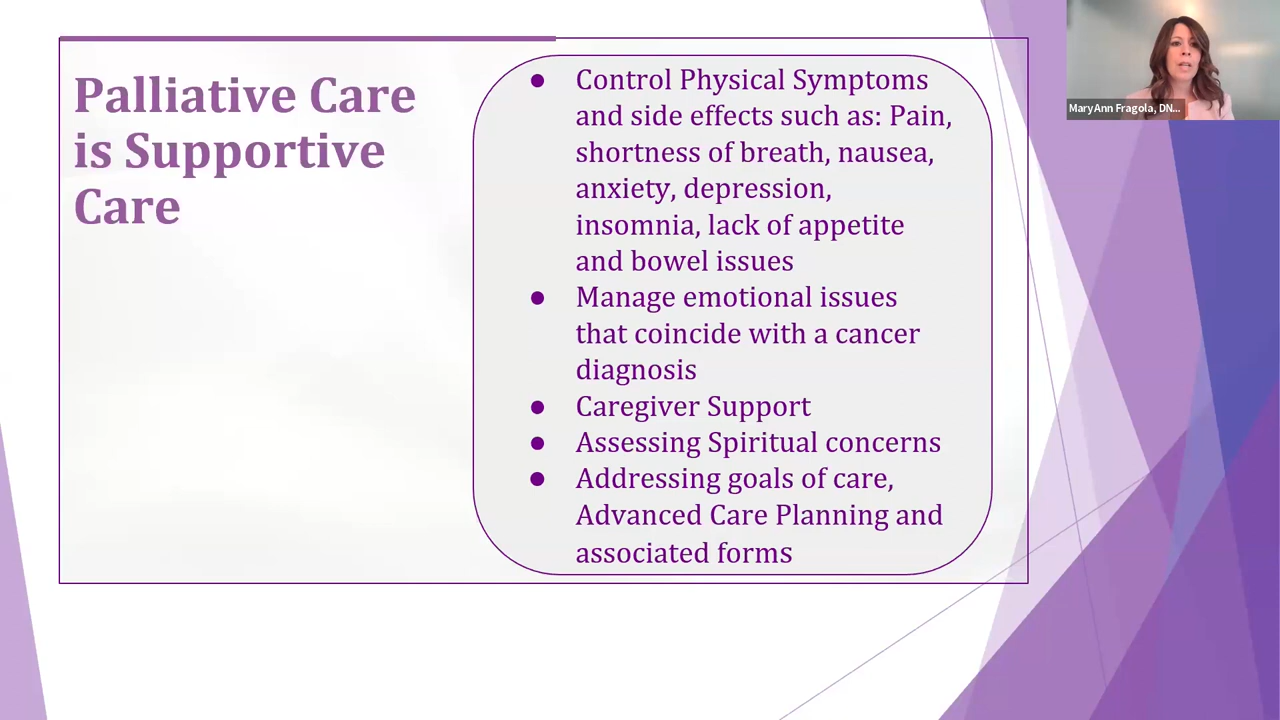 Palliative Care
is Supportive
Care
● Control Physical Symptoms
and side effects such as: Pain,
shortness of breath, nausea,
anxiety, depression,
insomnia, lack of appetite
and bowel issues
● Manage emotional issues
that coincide with a cancer
diagnosis
● Caregiver Support
● Assessing Spiritual concerns
● Addressing goals of care,
Advanced Care Planning and
associated forms
MaryAnn Fragola, DN...